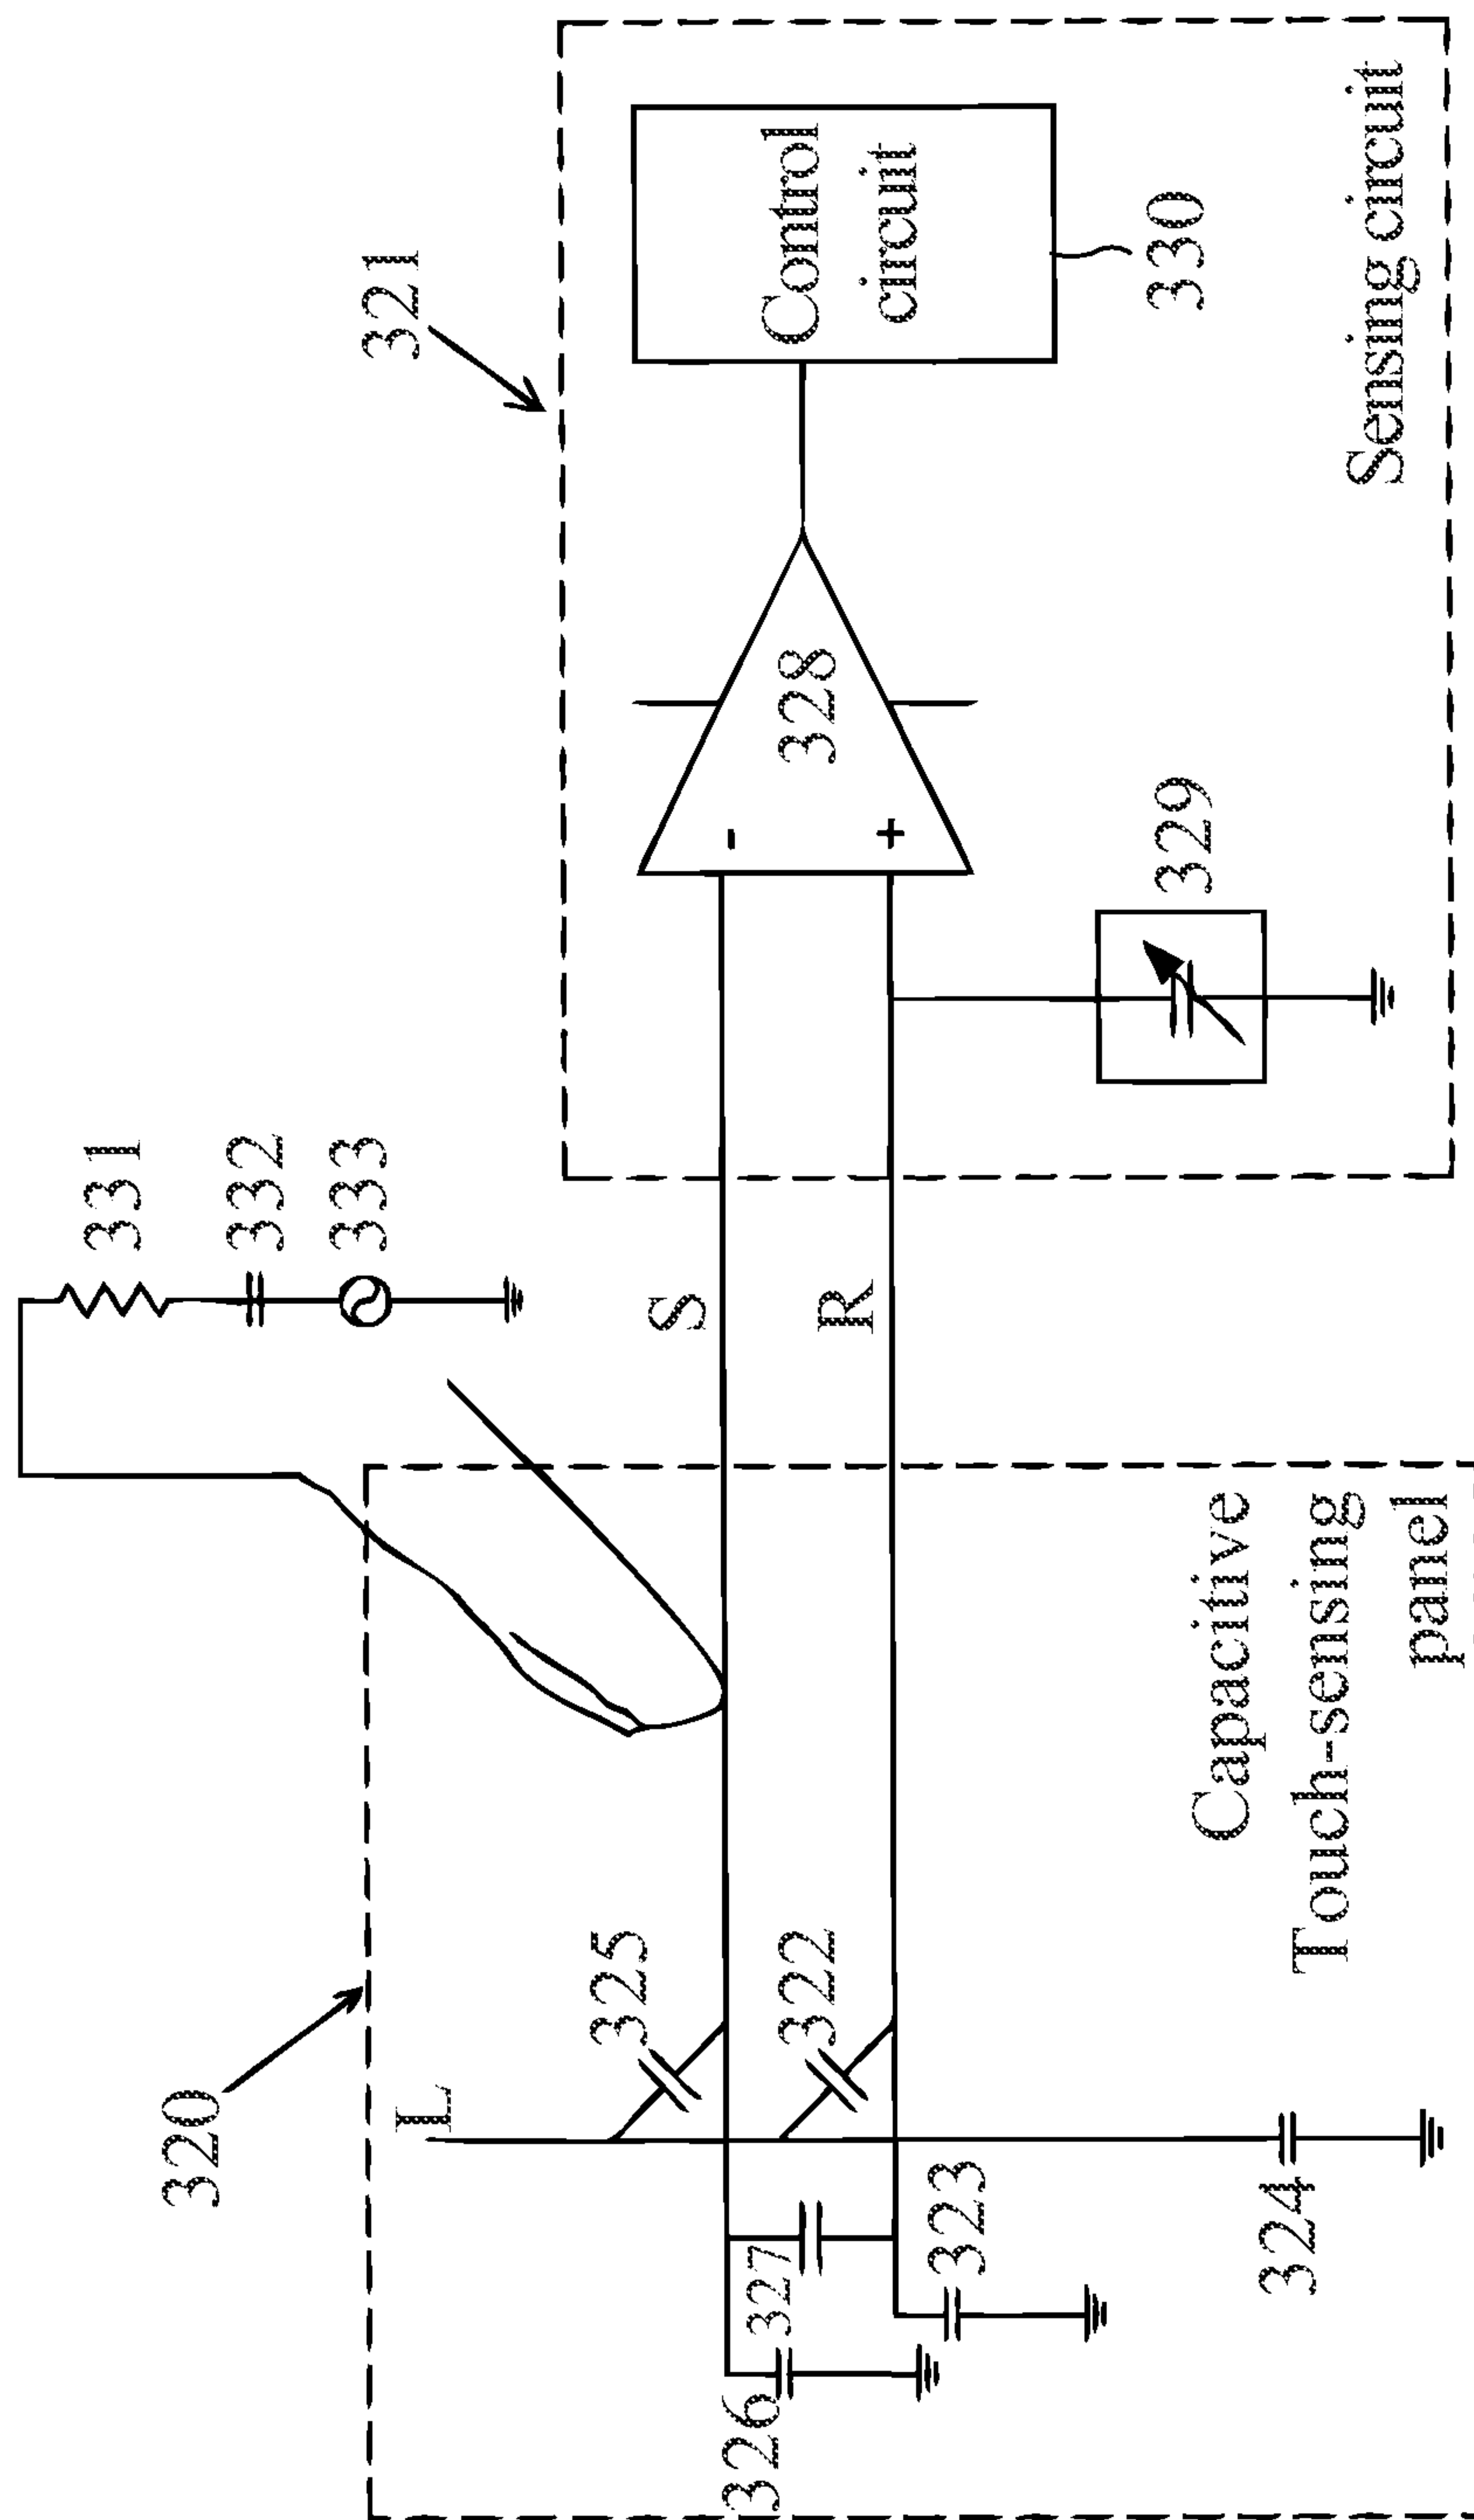 320
321
331
332
333
L
325
322
S
R
-
+
328
Control
circuit
330
329
326
327
323
324
Capacitive
Touch-sensing
panel
Sensing circuit